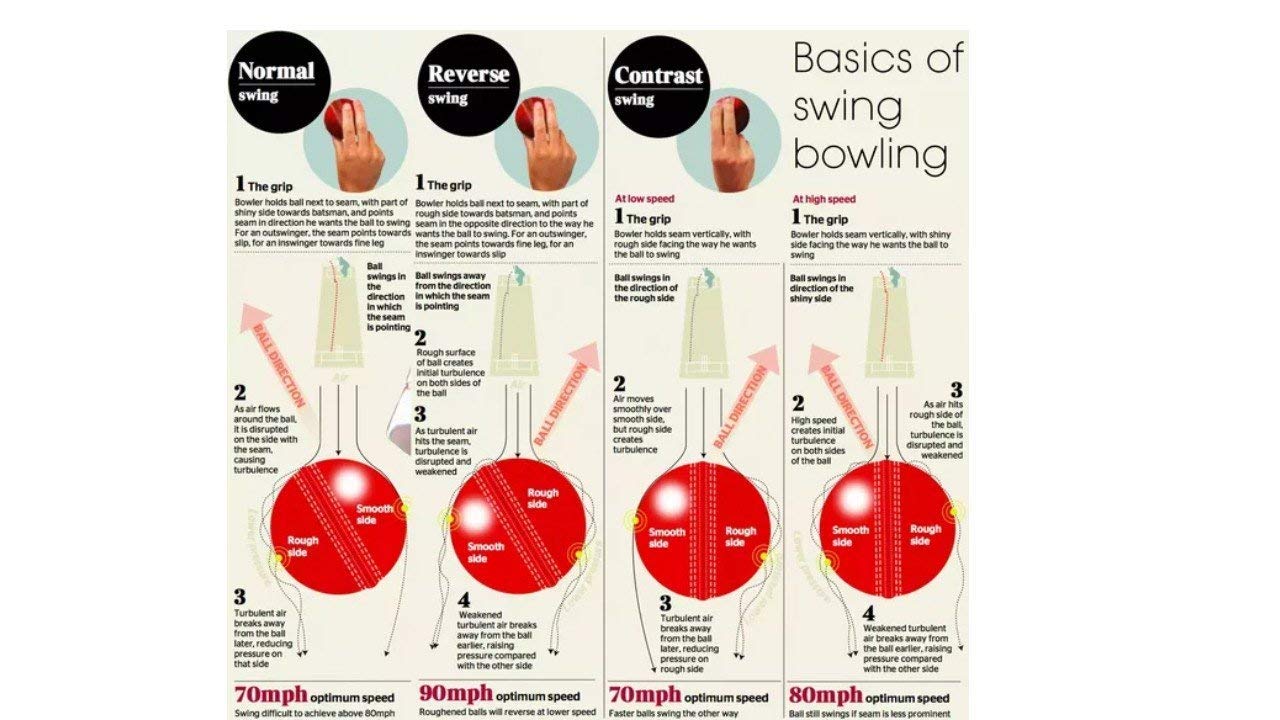 Basics of
swing
bowling
Normal
swing
1 The grip
Bowler holds ball next to seam, with part of
shiny side towards batsman, and points
seam in direction he wants the ball to swing
For an outswinger, the seam points towards
slip, for an inswinger towards fine leg
Ball
swings in
the
direction
in which
the seam
is pointing
BALL DIRECTION
Air
2
As air flows
around the ball,
it is disrupted
on the side with
the seam,
causing
turbulence
Smooth
side
Rough
side
Lower pressure
3
Turbulent air
breaks away
from the ball
later, reducing
pressure on
that side
70mph optimum speed
Swing difficult to achieve above 80mph
Reverse
swing
1 The grip
Bowler holds ball next to seam, with part of
rough side towards batsman, and points
seam in the opposite direction to the way he
wants the ball to swing. For an outswinger,
the seam points towards fine leg, for an
inswinger towards slip
Ball swings away
from the direction
in which the seam
is pointing
2
Rough surface
of ball creates
initial turbulence
on both sides of
the ball
Air
BALL DIRECTION
3
As turbulent air
hits the seam,
turbulence is
disrupted and
weakened
Rough
side
Smooth
side
Lower pressure
4
Weakened
turbulent air breaks
away from the ball
earlier, raising
pressure compared
with the other side
90mph optimum speed
Roughened balls will reverse at lower speed
Contrast
swing
At low speed
1 The grip
Bowler holds seam vertically, with
rough side facing the way he wants
the ball to swing
Ball swings in
the direction of
the rough side
2
Air moves
smoothly over
smooth side,
but rough side
creates
turbulence
BALL DIRECTION
Smooth
side
Rough
side
Lower pressure
3
Turbulent air
breaks away
from the ball
later, reducing
pressure on
rough side
70mph optimum speed
Faster balls swing the other way
At high speed
1 The grip
Bowler holds seam vertically, with shiny
side facing the way he wants the ball to
swing
Ball swings in
direction of the
shiny side
BALL DIRECTION
2
High speed
creates initial
turbulence
on both sides
of the ball
3
As air hits
rough side of
the ball,
turbulence is
disrupted and
weakened
Smooth
side
Rough
side
Lower pressure
4
Weakened turbulent
air breaks away from
the ball earlier, raising
pressure compared
with the other side
80mph optimum speed
Ball still swings if seam is less prominent